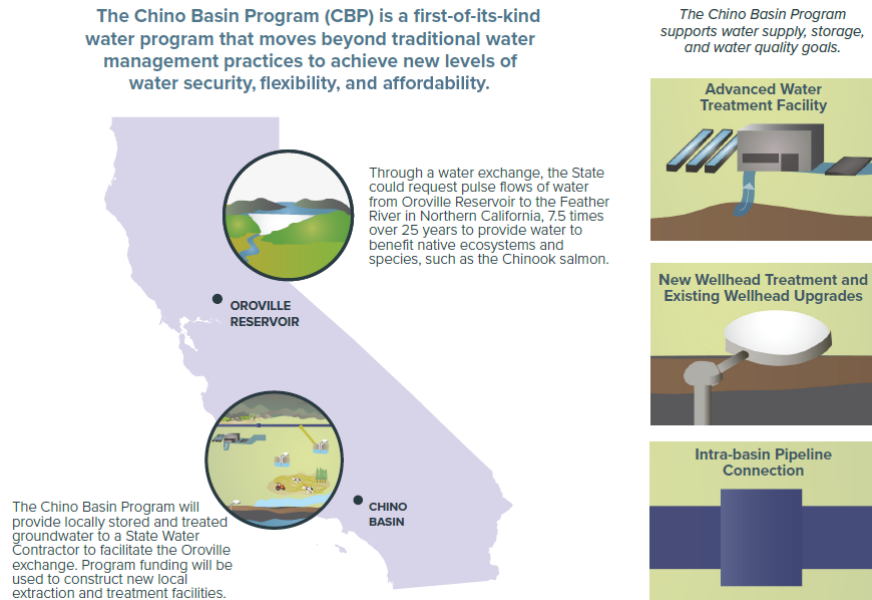 The Chino Basin Program (CBP) is a first-of-its-kind
water program that moves beyond traditional water
management practices to achieve new levels of
water security, flexibility, and affordability.
Through a water exchange, the State
could request pulse flows of water
from Oroville Reservoir to the Feather
River in Northern California, 7.5 times
over 25 years to provide water to
benefit native ecosystems and
species, such as the Chinook salmon.
OROVILLE
RESERVOIR
CHINO
BASIN
The Chino Basin Program will
provide locally stored and treated
groundwater to a State Water
Contractor to facilitate the Oroville
exchange. Program funding will be
used to construct new local
extraction and treatment facilities.
The Chino Basin Program
supports water supply, storage,
and water quality goals.
Advanced Water
Treatment Facility
New Wellhead Treatment and
Existing Wellhead Upgrades
Intra-basin Pipeline
Connection